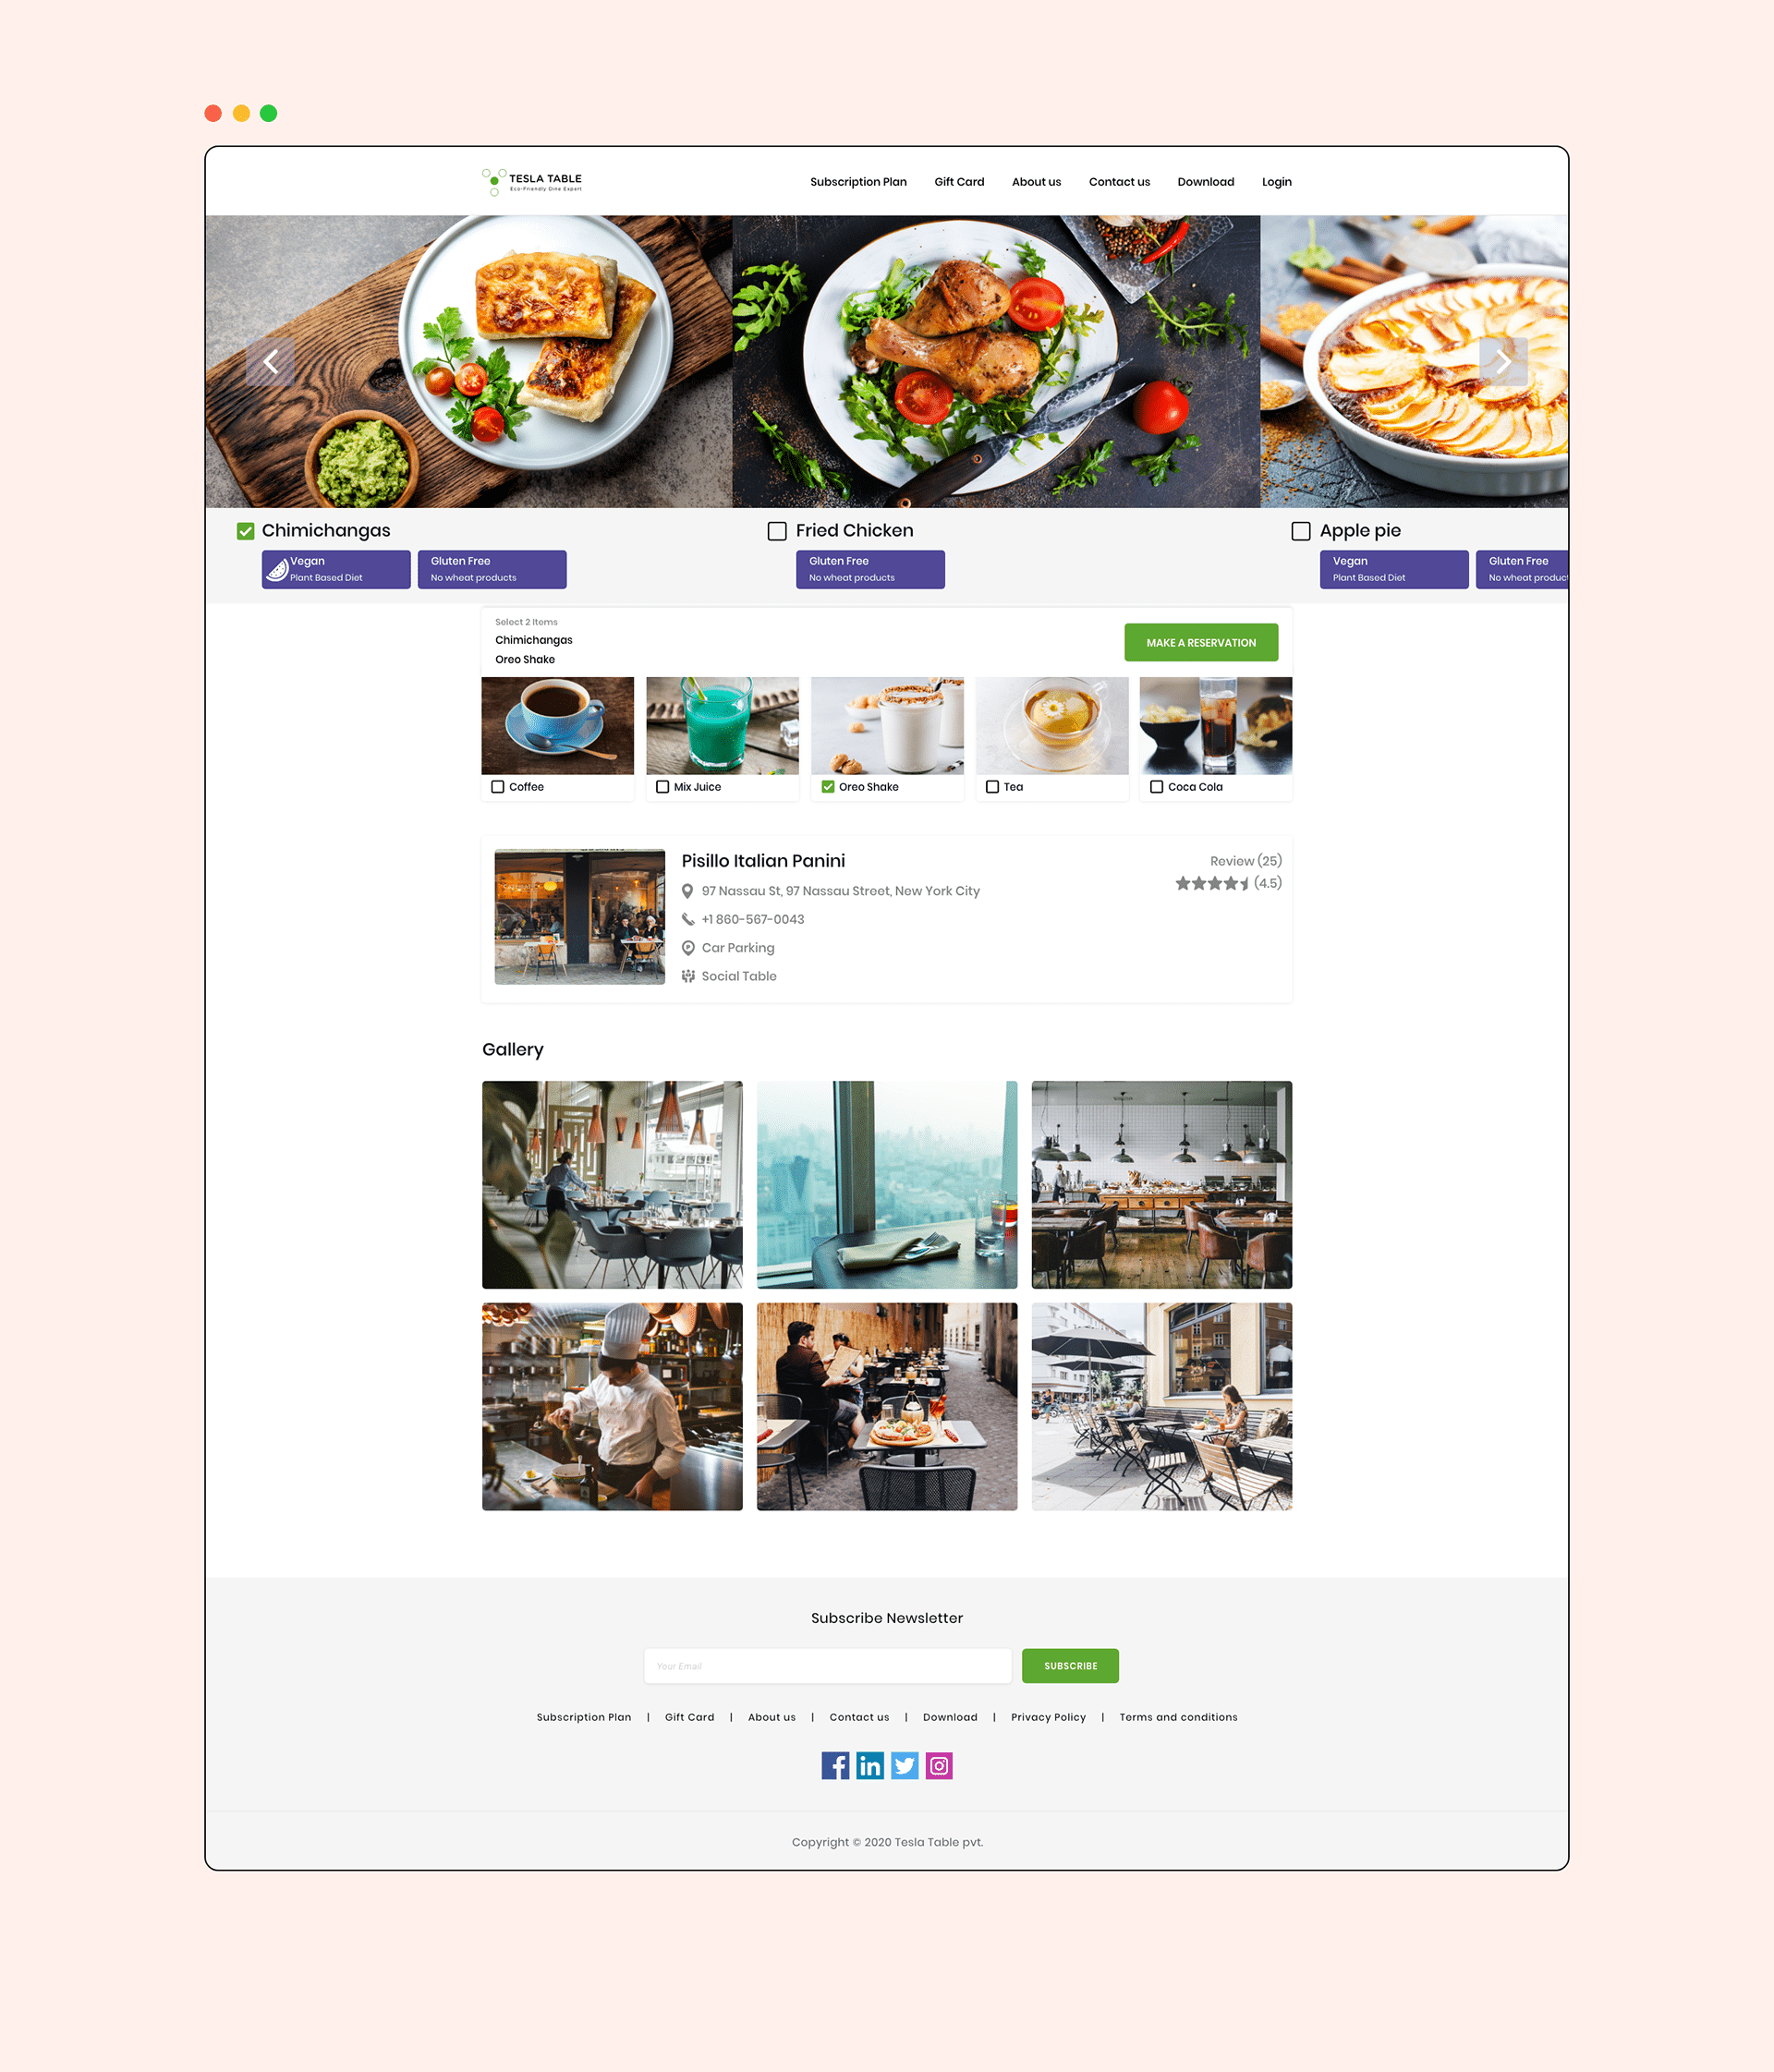 TESLA TABLE
Eco-Friendly Dine Expert
Subscription Plan Gift Card About us Contact us Download Login
Chimichangas
Vegan
Plant Based Diet
Gluten Free
No wheat products
Fried Chicken
Gluten Free
No wheat products
Apple pie
Vegan
Plant Based Diet
Gluten Free
No wheat product
Select 2 Items
Chimichangas
Oreo Shake
MAKE A RESERVATION
Coffee
Mix Juice
Oreo Shake
Tea
Coca Cola
Pisillo Italian Panini
97 Nassau St, 97 Nassau Street, New York City
+1 860-567-0043
Car Parking
Social Table
Review (25)
(4.5)
Gallery
Subscribe Newsletter
Your Email
SUBSCRIBE
Subscription Plan | Gift Card | About us | Contact us | Download | Privacy Policy | Terms and conditions
Copyright © 2020 Tesla Table pvt.